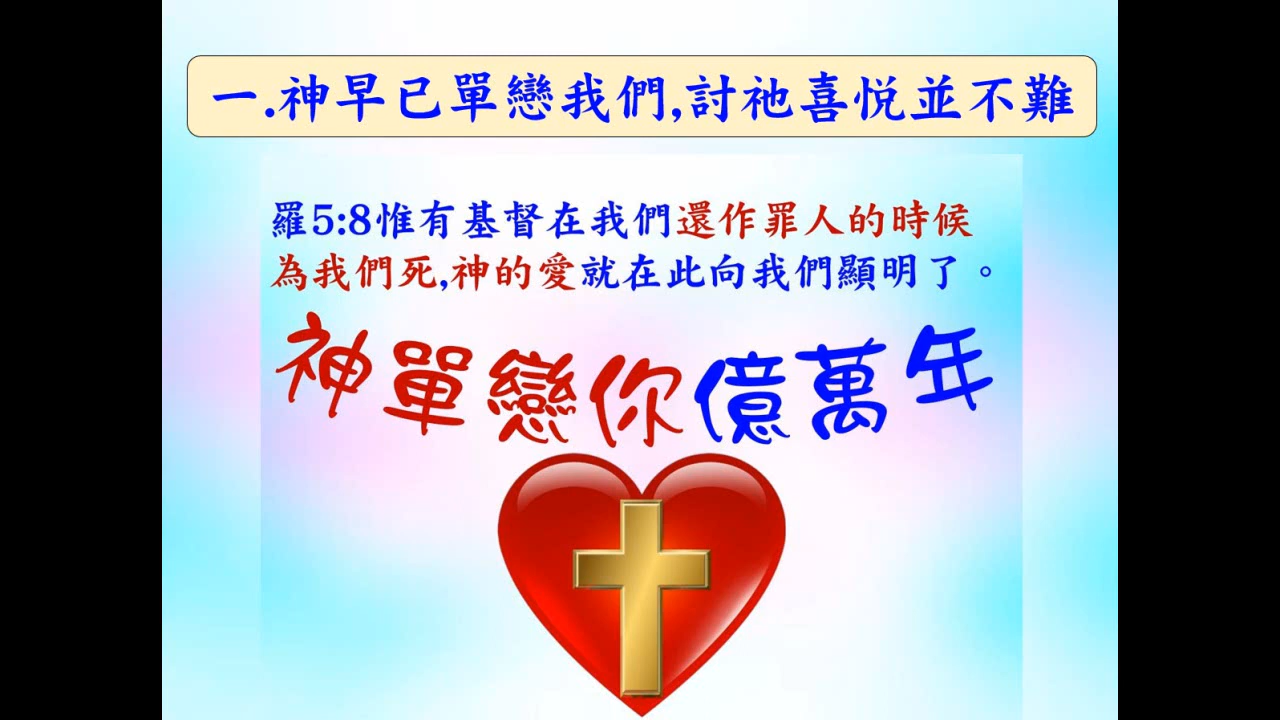 一.神早已單戀我們,討祂喜悅並不難
羅5:8惟有基督在我們還作罪人的時候
為我們死,神的愛就在此向我們顯明了。
神單戀你億萬年